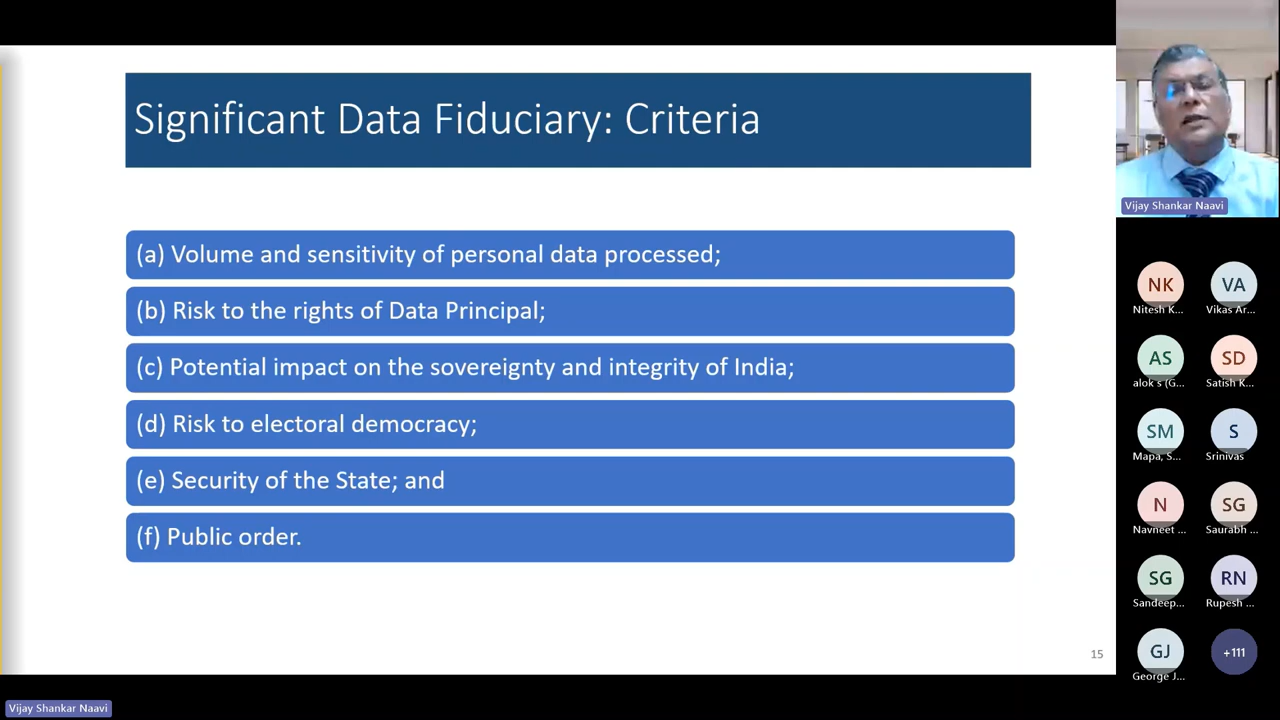 Significant Data Fiduciary: Criteria
(a) Volume and sensitivity of personal data processed;
(b) Risk to the rights of Data Principal;
(c) Potential impact on the sovereignty and integrity of India;
(d) Risk to electoral democracy;
(e) Security of the State; and
(f) Public order.
15
Vijay Shankar Naavi
NK
VA
Nitesh K...
Vikas Ar...
AS
SD
alok s (G...
Satish K...
SM
S
Mapa, S...
Srinivas
N
SG
Navneet ...
Saurabh ...
SG
RN
Sandeep...
Rupesh ...
GJ
+111
George J...
Vijay Shankar Naavi